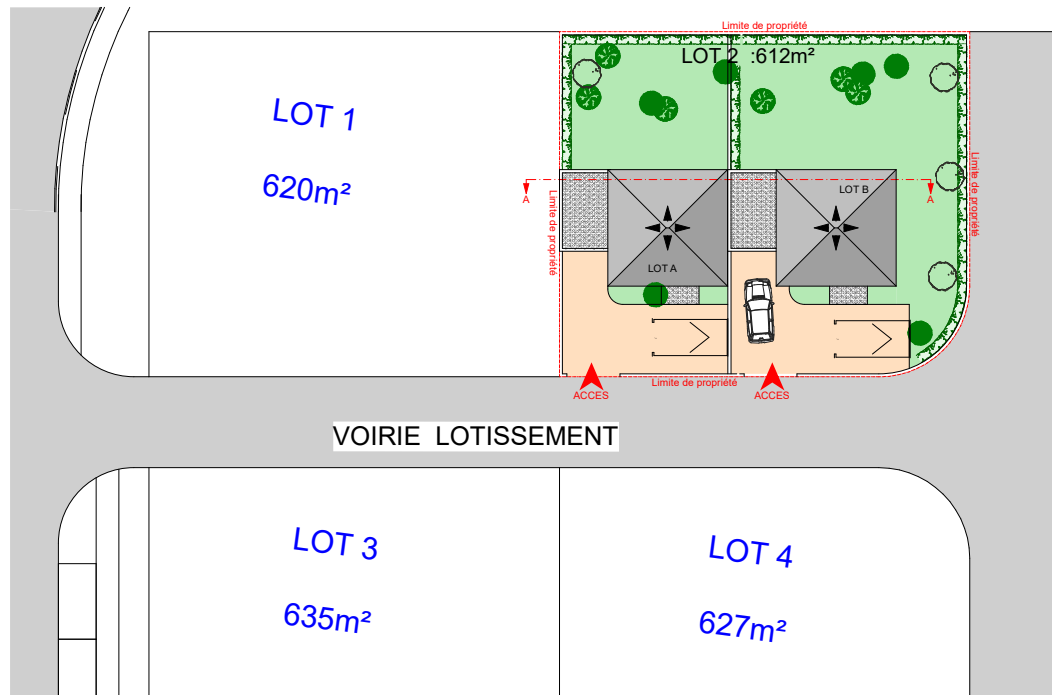 Limite de propriété
LOT 2 :612m²
LOT 1
620m²
Limite de propriété
Limite de propriété
A
A
LOT B
LOT A
Limite de propriété
ACCES
ACCES
VOIRIE LOTISSEMENT
LOT 3
635m²
LOT 4
627m²